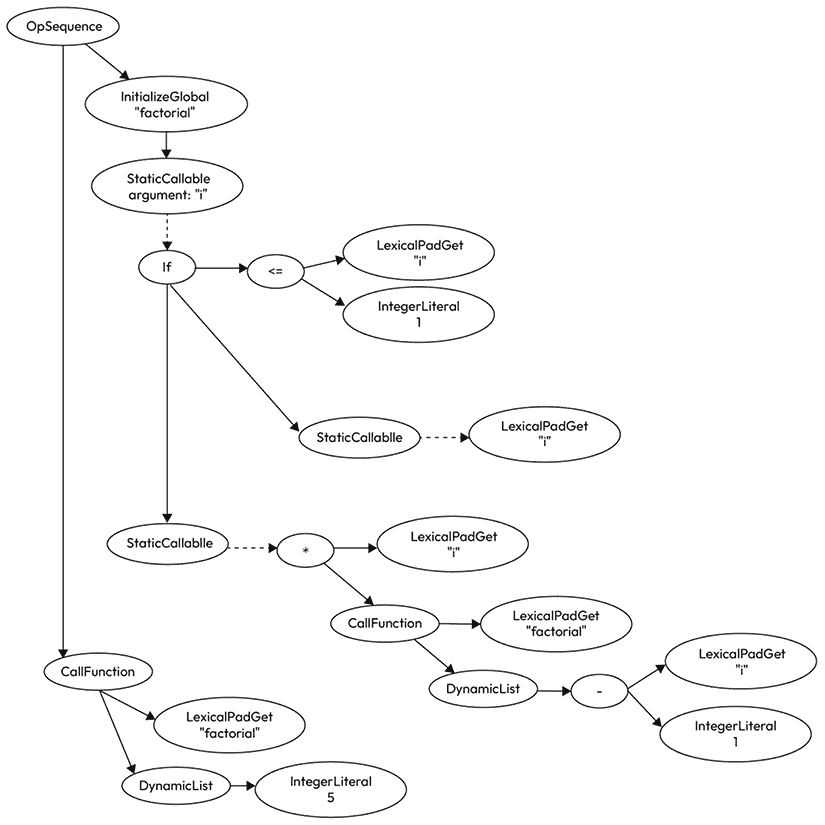 OpSequence
InitializeGlobal
"factorial"
StaticCallable
argument: "i"
If
<=
LexicalPadGet
"i"
IntegerLiteral
1
StaticCallablle
LexicalPadGet
"i"
StaticCallablle
*
LexicalPadGet
"i"
CallFunction
LexicalPadGet
"factorial"
DynamicList
-
LexicalPadGet
"i"
IntegerLiteral
1
CallFunction
LexicalPadGet
"factorial"
DynamicList
IntegerLiteral
5